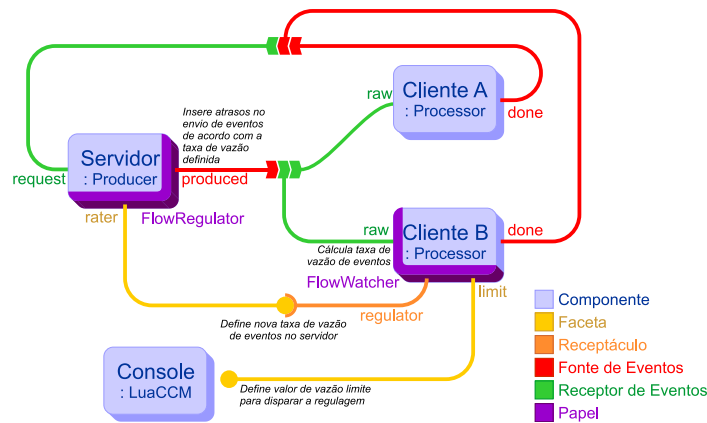 Insere atrasos no
envio de eventos
de acordo com a
taxa de vazão
definida
raw
Cliente A
: Processor
done
Servidor
: Producer
request
produced
rater
FlowRegulator
raw
Cálcula taxa de
vazão de eventos
Cliente B
: Processor
done
FlowWatcher
limit
regulator
Define nova taxa de vazão
de eventos no servidor
Console
: LuaCCM
Define valor de vazão limite
para disparar a regulagem
Componente
Faceta
Receptáculo
Fonte de Eventos
Receptor de Eventos
Papel